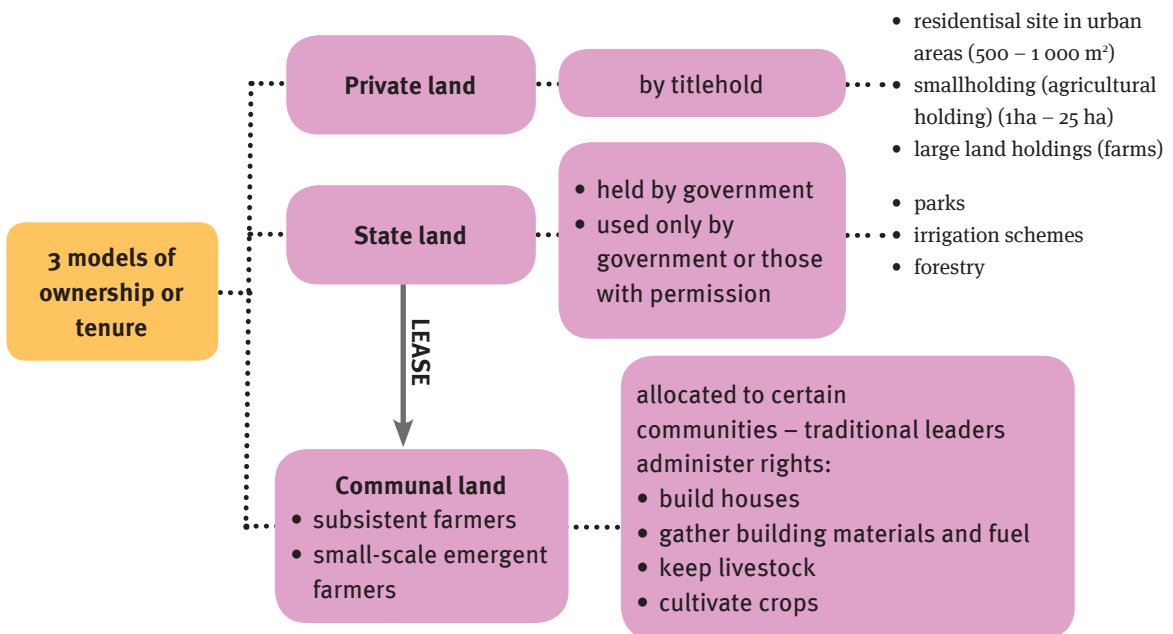 3 models of
ownership or
tenure
Private land
by titlehold
• residentisal site in urban
areas (500 – 1 000 m²)
• smallholding (agricultural
holding) (1ha – 25 ha)
• large land holdings (farms)
State land
• held by government
• used only by
government or those
with permission
• parks
• irrigation schemes
• forestry
LEASE
Communal land
• subsistent farmers
• small-scale emergent
farmers
allocated to certain
communities – traditional leaders
administer rights:
• build houses
• gather building materials and fuel
• keep livestock
• cultivate crops